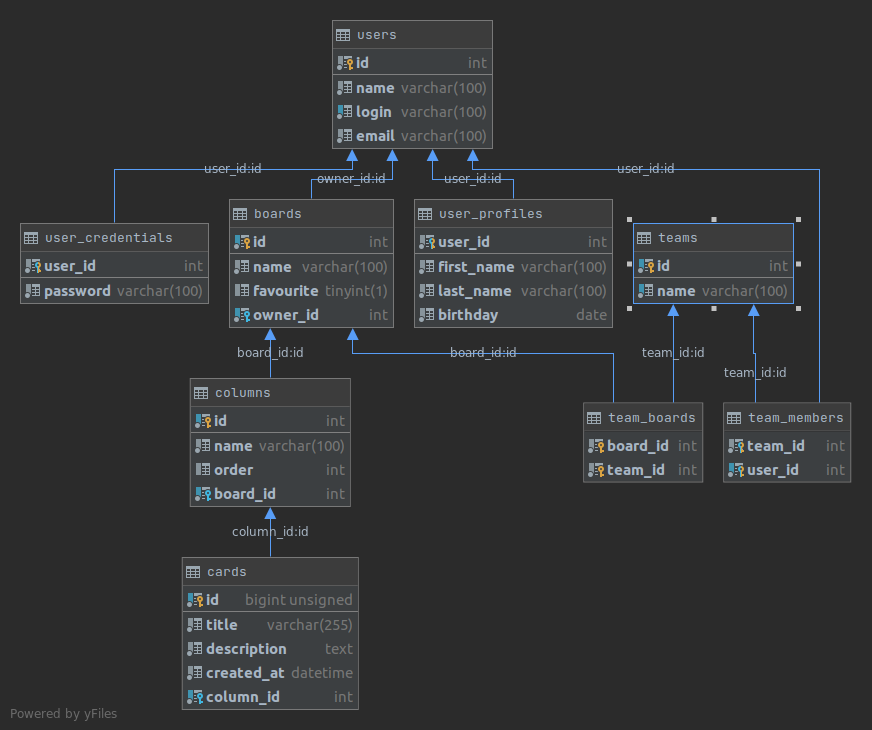 users
id int
name varchar(100)
login varchar(100)
email varchar(100)
user_id:id
owner_id:id
user_id:id
user_id:id
user_credentials
user_id int
password varchar(100)
boards
id int
name varchar(100)
favourite tinyint(1)
owner_id int
user_profiles
user_id int
first_name varchar(100)
last_name varchar(100)
birthday date
teams
id int
name varchar(100)
board_id:id
board_id:id
team_id:id
team_id:id
columns
id int
name varchar(100)
order int
board_id int
team_boards
board_id int
team_id int
team_members
team_id int
user_id int
column_id:id
cards
id bigint unsigned
title varchar(255)
description text
created_at datetime
column_id int
Powered by yFiles